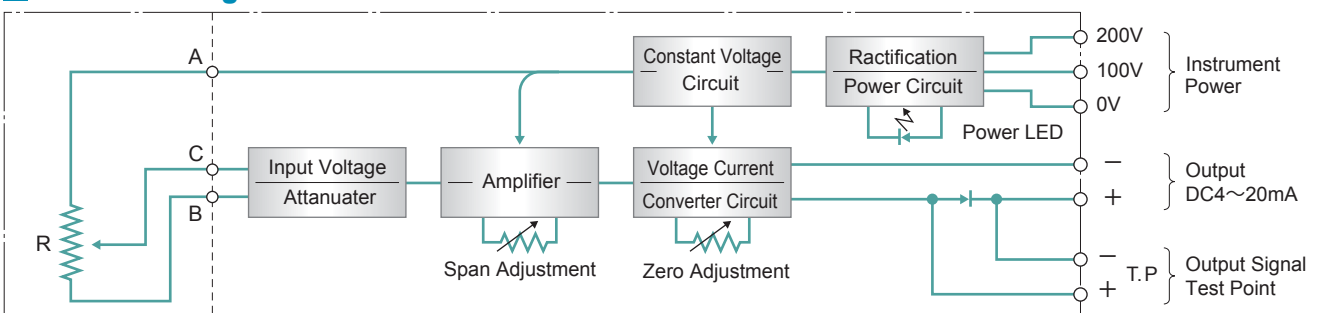 A
Constant Voltage
Circuit
Ractification
Power Circuit
200V
100V
0V
Instrument
Power
Power LED
C
B
R
Input Voltage
Attanuater
Amplifier
Voltage Current
Converter Circuit
−
+
Output
DC4～20mA
Span Adjustment
Zero Adjustment
−
+
T.P
Output Signal
Test Point